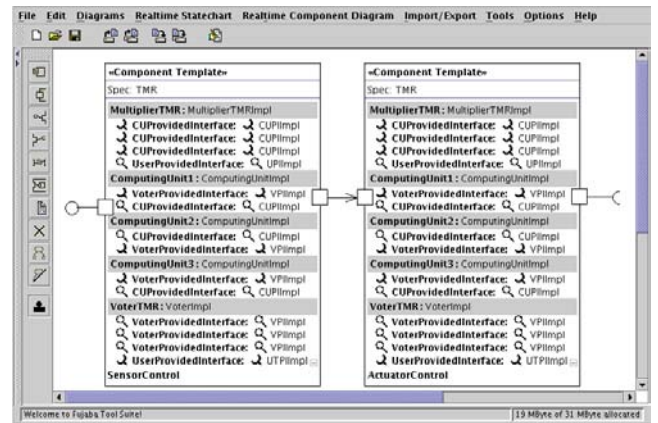 File Edit Diagrams Realtime Statechart Realtime Component Diagram Import/Export Tools Options Help
«Component Template»
Spec: TMR
MultiplierTMR: MultiplierTMRImpl
CUProvidedInterface: CUPIImpl
CUProvidedInterface: CUPIImpl
CUProvidedInterface: CUPIImpl
UserProvidedInterface: UPIImpl
ComputingUnit1: ComputingUnitImpl
VoterProvidedInterface: VPIImpl
CUProvidedInterface: CUPIImpl
ComputingUnit2: ComputingUnitImpl
CUProvidedInterface: CUPIImpl
VoterProvidedInterface: VPIImpl
ComputingUnit3: ComputingUnitImpl
VoterProvidedInterface: VPIImpl
CUProvidedInterface: CUPIImpl
VoterTMR: VoterImpl
VoterProvidedInterface: VPIImpl
VoterProvidedInterface: VPIImpl
VoterProvidedInterface: VPIImpl
UserProvidedInterface: UTPIImpl
SensorControl
«Component Template»
Spec: TMR
MultiplierTMR: MultiplierTMRImpl
CUProvidedInterface: CUPIImpl
CUProvidedInterface: CUPIImpl
CUProvidedInterface: CUPIImpl
UserProvidedInterface: UPIImpl
ComputingUnit1: ComputingUnitImpl
VoterProvidedInterface: VPIImpl
CUProvidedInterface: CUPIImpl
ComputingUnit2: ComputingUnitImpl
CUProvidedInterface: CUPIImpl
VoterProvidedInterface: VPIImpl
ComputingUnit3: ComputingUnitImpl
VoterProvidedInterface: VPIImpl
CUProvidedInterface: CUPIImpl
VoterTMR: VoterImpl
VoterProvidedInterface: VPIImpl
VoterProvidedInterface: VPIImpl
VoterProvidedInterface: VPIImpl
UserProvidedInterface: UTPIImpl
ActuatorControl
Welcome to Fujaba Tool Suite! 19 MByte of 31 MByte allocated